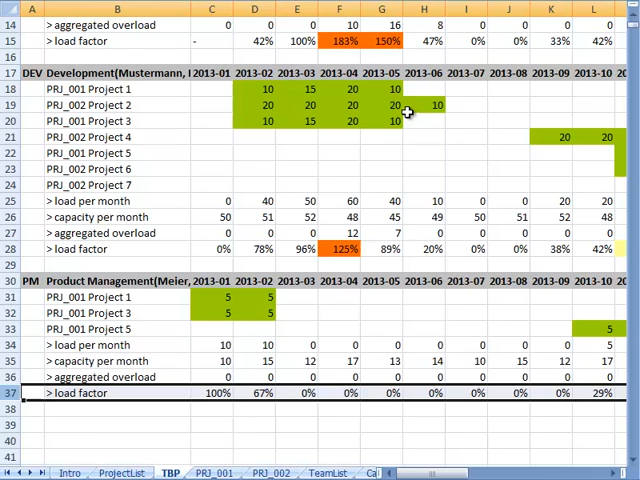 A B C D E F G H I J K L
14 > aggregated overload 0 0 0 10 16 8 0 0 0 0
15 > load factor - 42% 100% 183% 150% 47% 0% 0% 33% 42%
16
17 DEV Development(Mustermann, I 2013-01 2013-02 2013-03 2013-04 2013-05 2013-06 2013-07 2013-08 2013-09 2013-10 20
18 PRJ_001 Project 1 10 15 20 10
19 PRJ_002 Project 2 20 20 20 20 10
20 PRJ_001 Project 3 10 15 20 10
21 PRJ_002 Project 4 20 20
22 PRJ_001 Project 5
23 PRJ_002 Project 6
24 PRJ_002 Project 7
25 > load per month 0 40 50 60 40 10 0 0 20 20
26 > capacity per month 50 51 52 48 45 49 50 51 52 48
27 > aggregated overload 0 0 0 12 7 0 0 0 0 0
28 > load factor 0% 78% 96% 125% 89% 20% 0% 0% 38% 42%
29
30 PM Product Management(Meier, 2013-01 2013-02 2013-03 2013-04 2013-05 2013-06 2013-07 2013-08 2013-09 2013-10 20
31 PRJ_001 Project 1 5 5
32 PRJ_001 Project 3 5 5
33 PRJ_001 Project 5 5
34 > load per month 10 10 0 0 0 0 0 0 0 5
35 > capacity per month 10 15 12 17 13 14 10 15 12 17
36 > aggregated overload 0 0 0 0 0 0 0 0 0 0
37 > load factor 100% 67% 0% 0% 0% 0% 0% 0% 0% 29%
38
39
40
41
Intro ProjectList TBP PRJ_001 PRJ_002 TeamList Ca